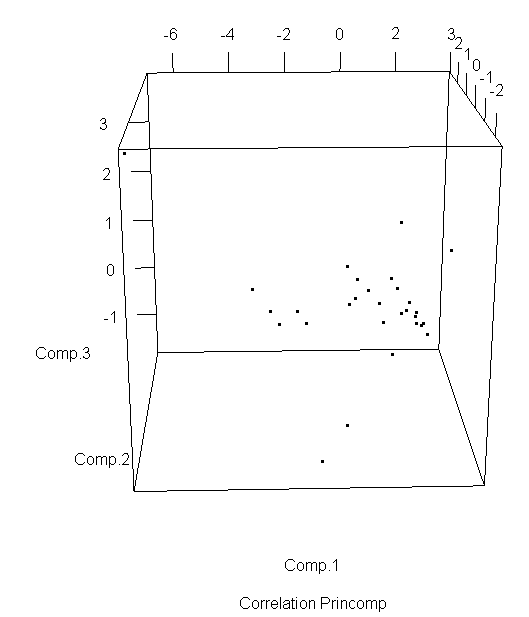 -6 -4 -2 0 2 3
2
1
0
-1
-2
3
2
1
0
-1
Comp.3
Comp.2
Comp.1
Correlation Princomp